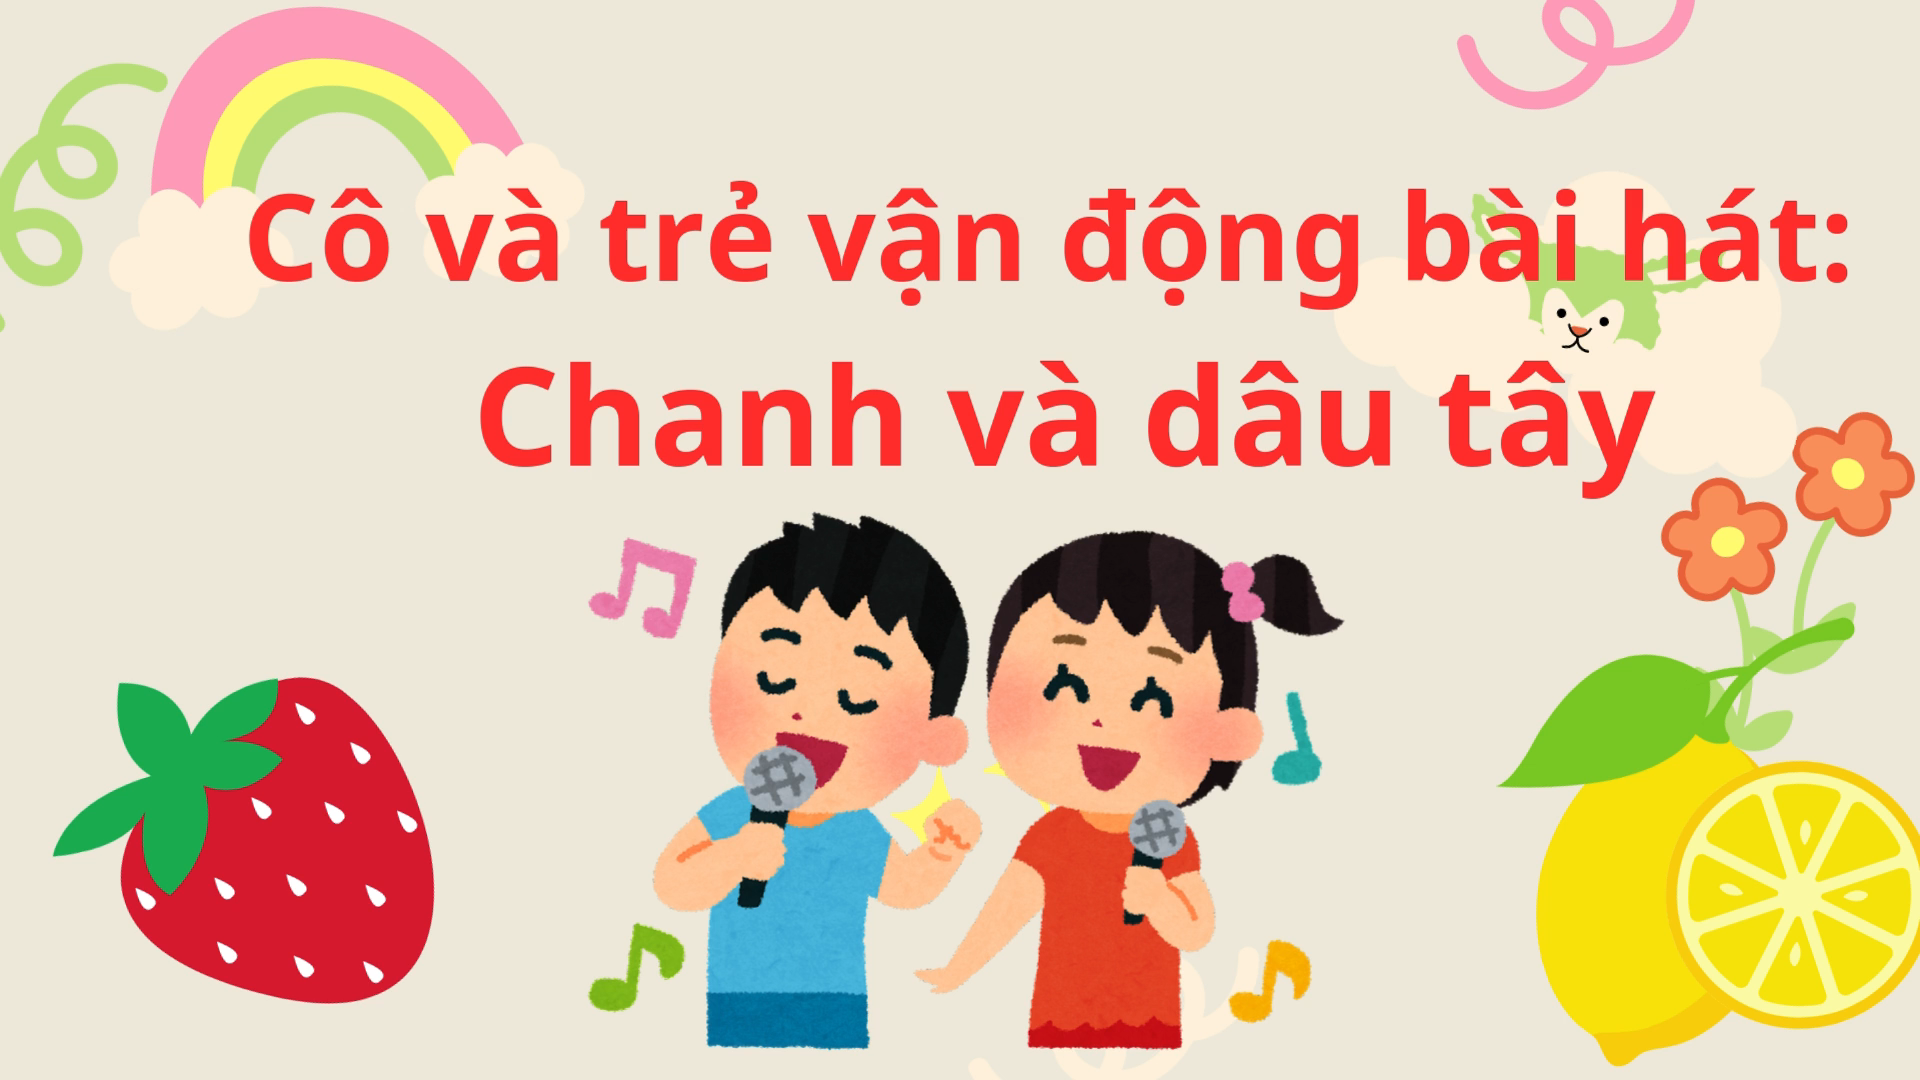 Cô và trẻ vận động bài hát:
Chanh và dâu tây